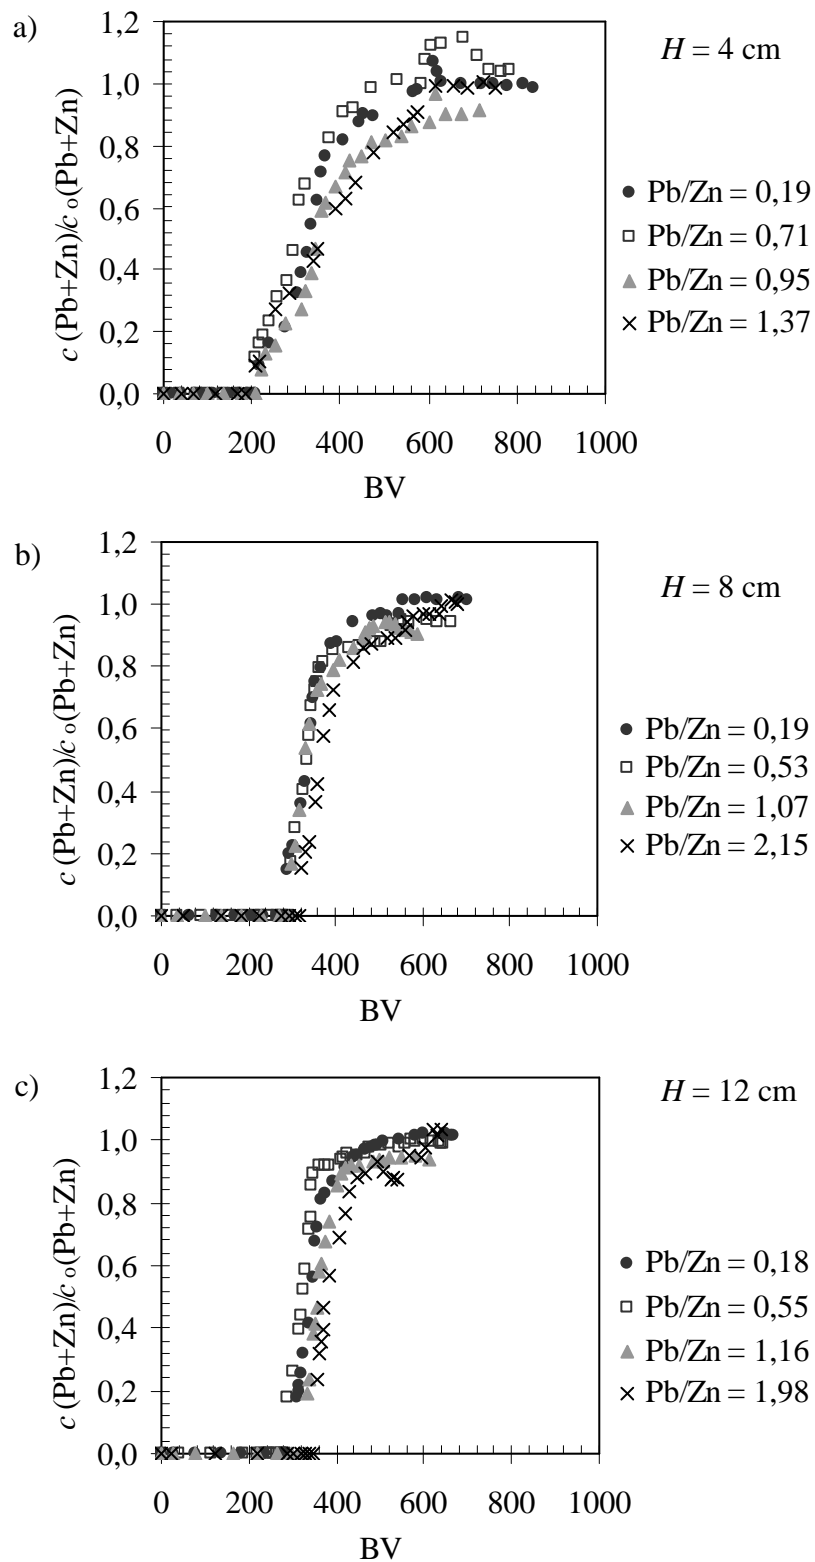 a)
H = 4 cm
c (Pb+Zn)/c o(Pb+Zn)
1,2
1,0
0,8
0,6
0,4
0,2
0,0
0 200 400 600 800 1000
BV
Pb/Zn = 0,19
Pb/Zn = 0,71
Pb/Zn = 0,95
Pb/Zn = 1,37
b)
H = 8 cm
c (Pb+Zn)/c o(Pb+Zn)
1,2
1,0
0,8
0,6
0,4
0,2
0,0
0 200 400 600 800 1000
BV
Pb/Zn = 0,19
Pb/Zn = 0,53
Pb/Zn = 1,07
Pb/Zn = 2,15
c)
H = 12 cm
c (Pb+Zn)/c o(Pb+Zn)
1,2
1,0
0,8
0,6
0,4
0,2
0,0
0 200 400 600 800 1000
BV
Pb/Zn = 0,18
Pb/Zn = 0,55
Pb/Zn = 1,16
Pb/Zn = 1,98